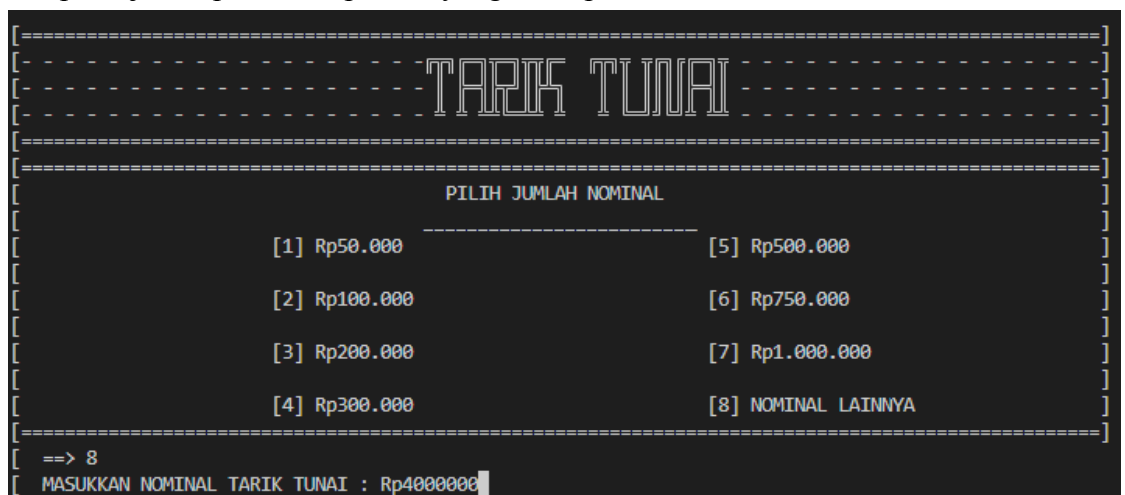 [===================================================================================================]
[- - - - - - - - - - - - - - - - - - - TARIK TUNAI - - - - - - - - - - - - - - - - -]
[===================================================================================================]
[===================================================================================================]
[ PILIH JUMLAH NOMINAL ]
[ _________________________ ]
[ [1] Rp50.000 [5] Rp500.000 ]
[ ]
[ [2] Rp100.000 [6] Rp750.000 ]
[ ]
[ [3] Rp200.000 [7] Rp1.000.000 ]
[ ]
[ [4] Rp300.000 [8] NOMINAL LAINNYA ]
[===================================================================================================]
[ ==> 8
[ MASUKKAN NOMINAL TARIK TUNAI : Rp4000000